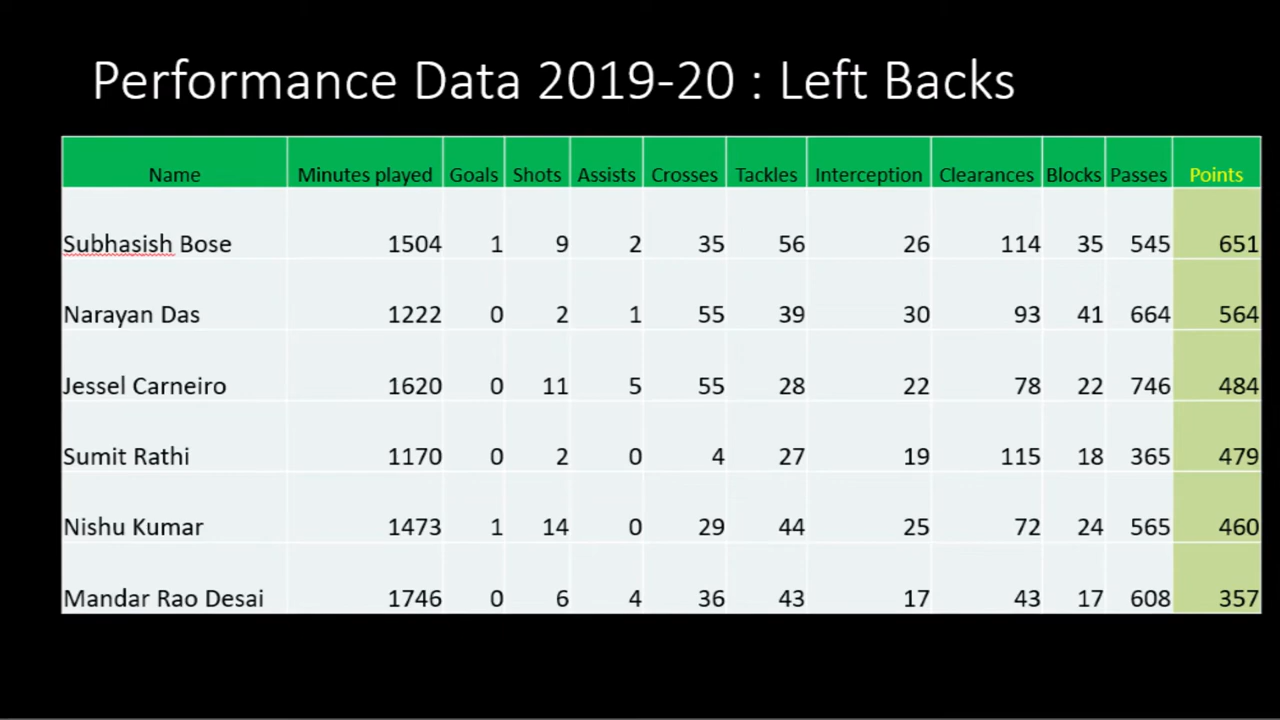 Performance Data 2019-20 : Left Backs
Name Minutes played Goals Shots Assists Crosses Tackles Interception Clearances Blocks Passes Points
Subhasish Bose 1504 1 9 2 35 56 26 114 35 545 651
Narayan Das 1222 0 2 1 55 39 30 93 41 664 564
Jessel Carneiro 1620 0 11 5 55 28 22 78 22 746 484
Sumit Rathi 1170 0 2 0 4 27 19 115 18 365 479
Nishu Kumar 1473 1 14 0 29 44 25 72 24 565 460
Mandar Rao Desai 1746 0 6 4 36 43 17 43 17 608 357